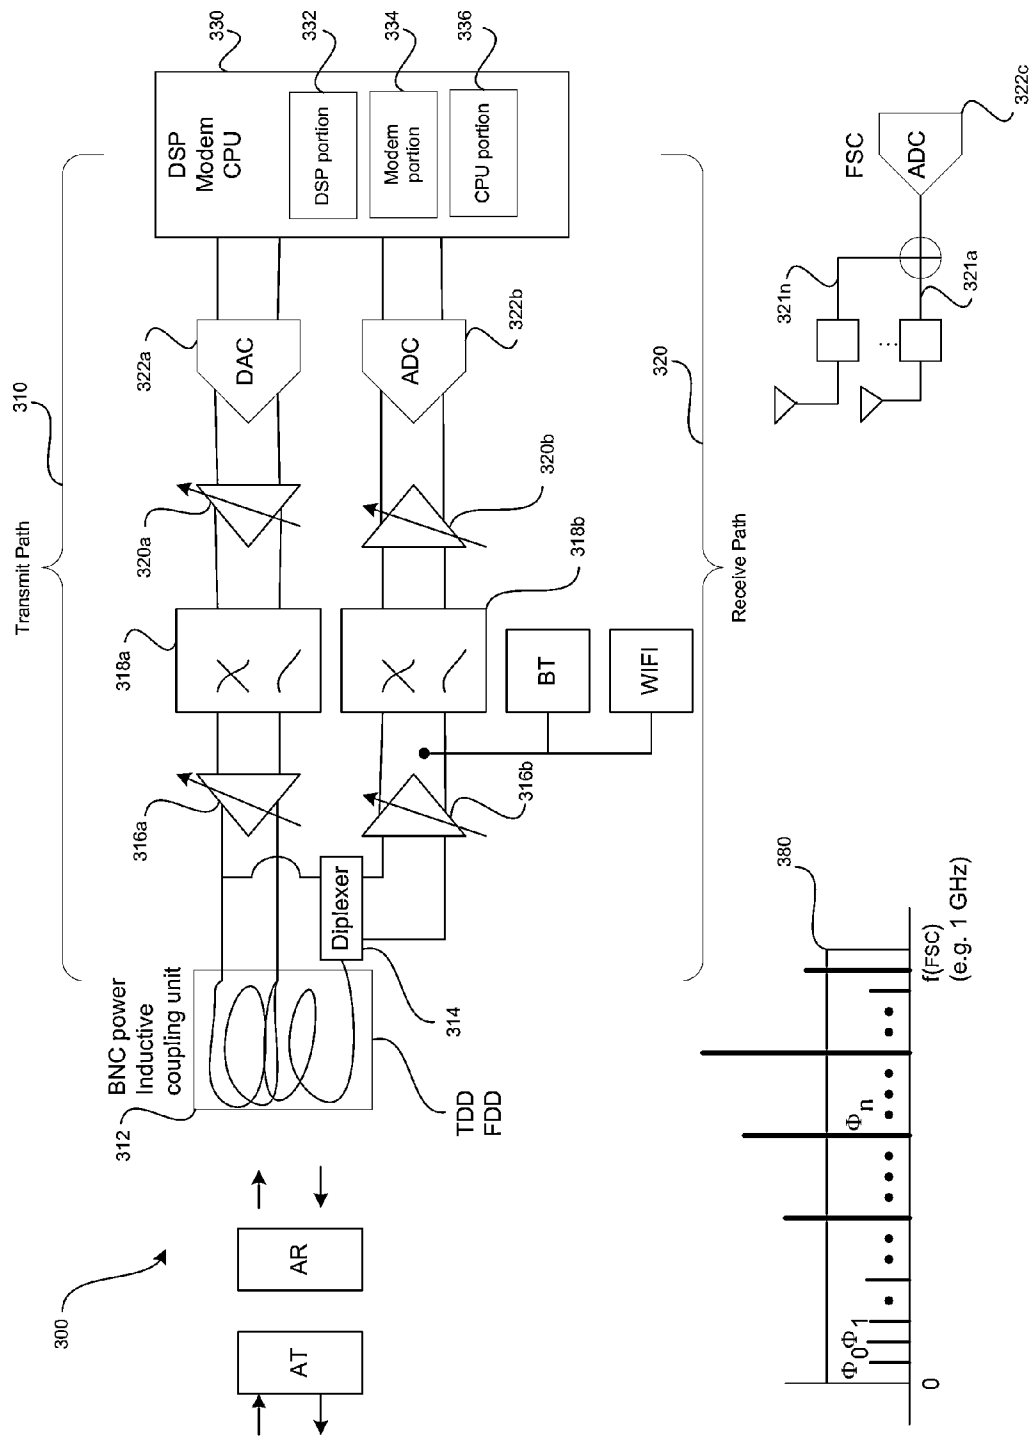 300
AT
AR
BNC power
Inductive
coupling unit
312
TDD
FDD
314
Diplexer
Transmit Path
310
316a
318a
320a
322a
DAC
316b
318b
320b
322b
ADC
BT
WIFI
Receive Path
320
DSP
Modem
CPU
330
DSP portion
332
Modem
portion
334
CPU portion
336
0
Φ0
Φ1
Φn
380
f(FSC)
(e.g. 1 GHz)
321n
321a
...
FSC
ADC
322c